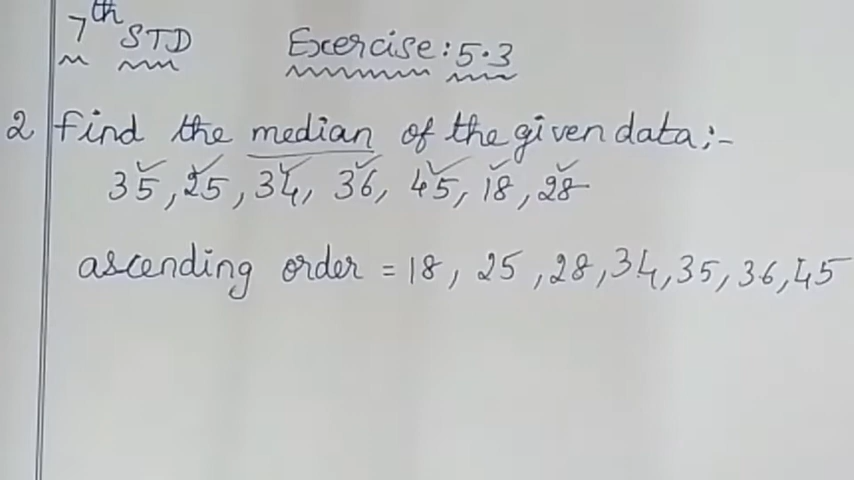 7th STD Exercise: 5.3
2 find the median of the given data;-
35, 25, 34, 36, 45, 18, 28
ascending order = 18, 25, 28, 34, 35, 36, 45